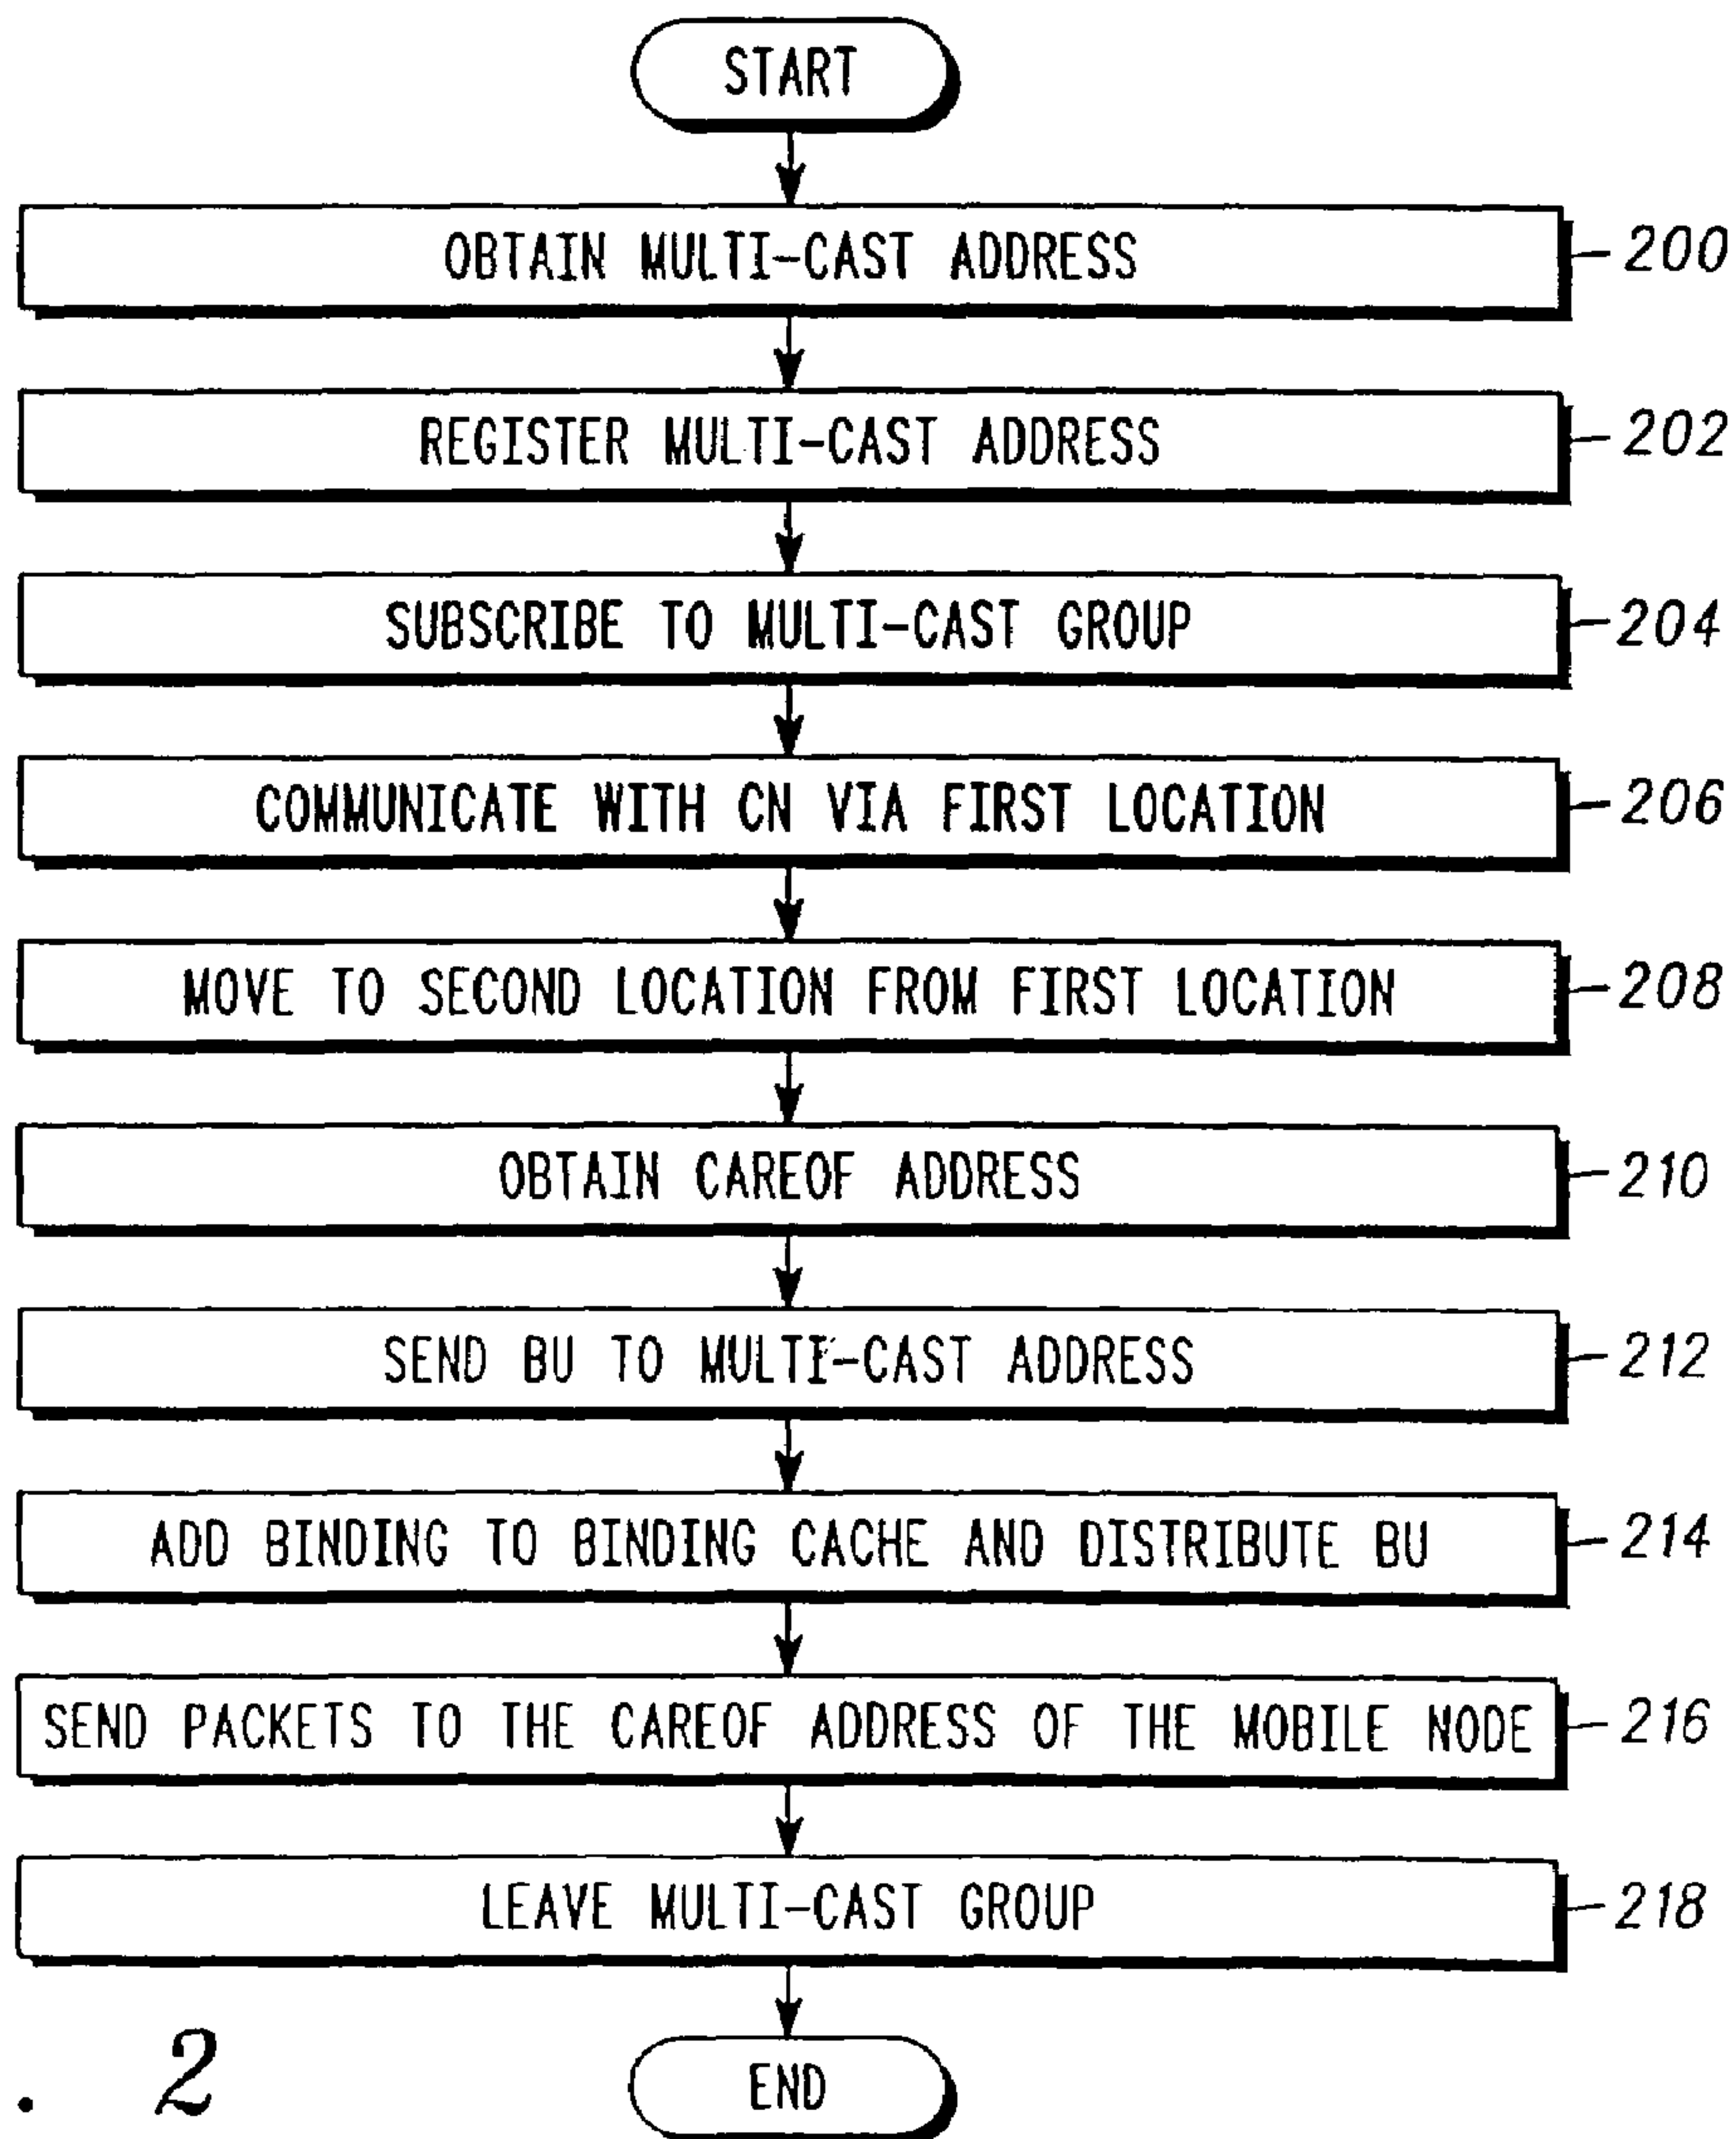 START
OBTAIN MULTI-CAST ADDRESS 200
REGISTER MULTI-CAST ADDRESS 202
SUBSCRIBE TO MULTI-CAST GROUP 204
COMMUNICATE WITH CN VIA FIRST LOCATION 206
MOVE TO SECOND LOCATION FROM FIRST LOCATION 208
OBTAIN CAREOF ADDRESS 210
SEND BU TO MULTI-CAST ADDRESS 212
ADD BINDING TO BINDING CACHE AND DISTRIBUTE BU 214
SEND PACKETS TO THE CAREOF ADDRESS OF THE MOBILE NODE 216
LEAVE MULTI-CAST GROUP 218
END
. 2